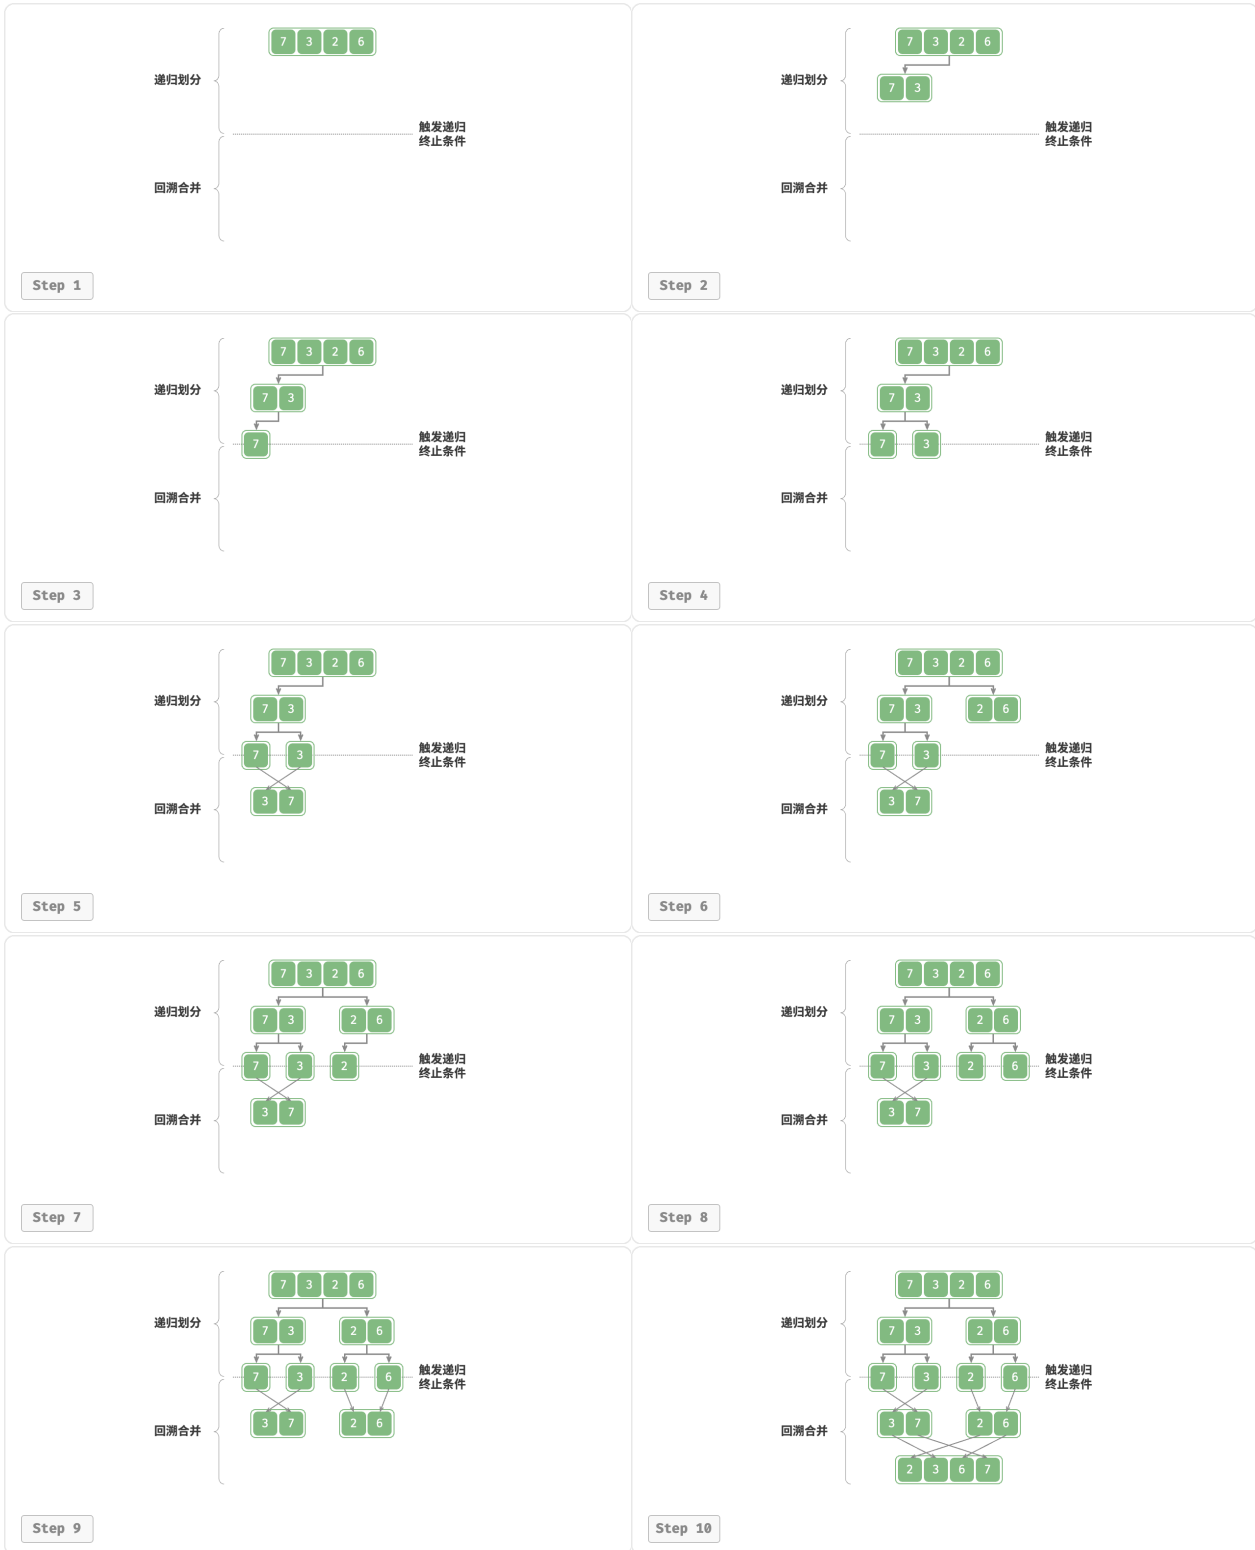 7 3 2 6
递归划分
触发递归
终止条件
回溯合并
Step 1
7 3 2 6
7 3
递归划分
触发递归
终止条件
回溯合并
Step 2
7 3 2 6
递归划分
7 3
7
触发递归
终止条件
回溯合并
Step 3
7 3 2 6
递归划分
7 3
7 3
触发递归
终止条件
回溯合并
Step 4
7 3 2 6
递归划分
7 3
7 3
触发递归
终止条件
3 7
回溯合并
Step 5
7 3 2 6
递归划分
7 3 2 6
7 3
触发递归
终止条件
3 7
回溯合并
Step 6
7 3 2 6
递归划分
7 3 2 6
7 3 2
触发递归
终止条件
3 7
回溯合并
Step 7
7 3 2 6
递归划分
7 3 2 6
7 3 2 6
触发递归
终止条件
3 7
回溯合并
Step 8
7 3 2 6
递归划分
7 3 2 6
7 3 2 6
触发递归
终止条件
3 7 2 6
回溯合并
Step 9
7 3 2 6
递归划分
7 3 2 6
7 3 2 6
触发递归
终止条件
3 7 2 6
回溯合并
2 3 6 7
Step 10